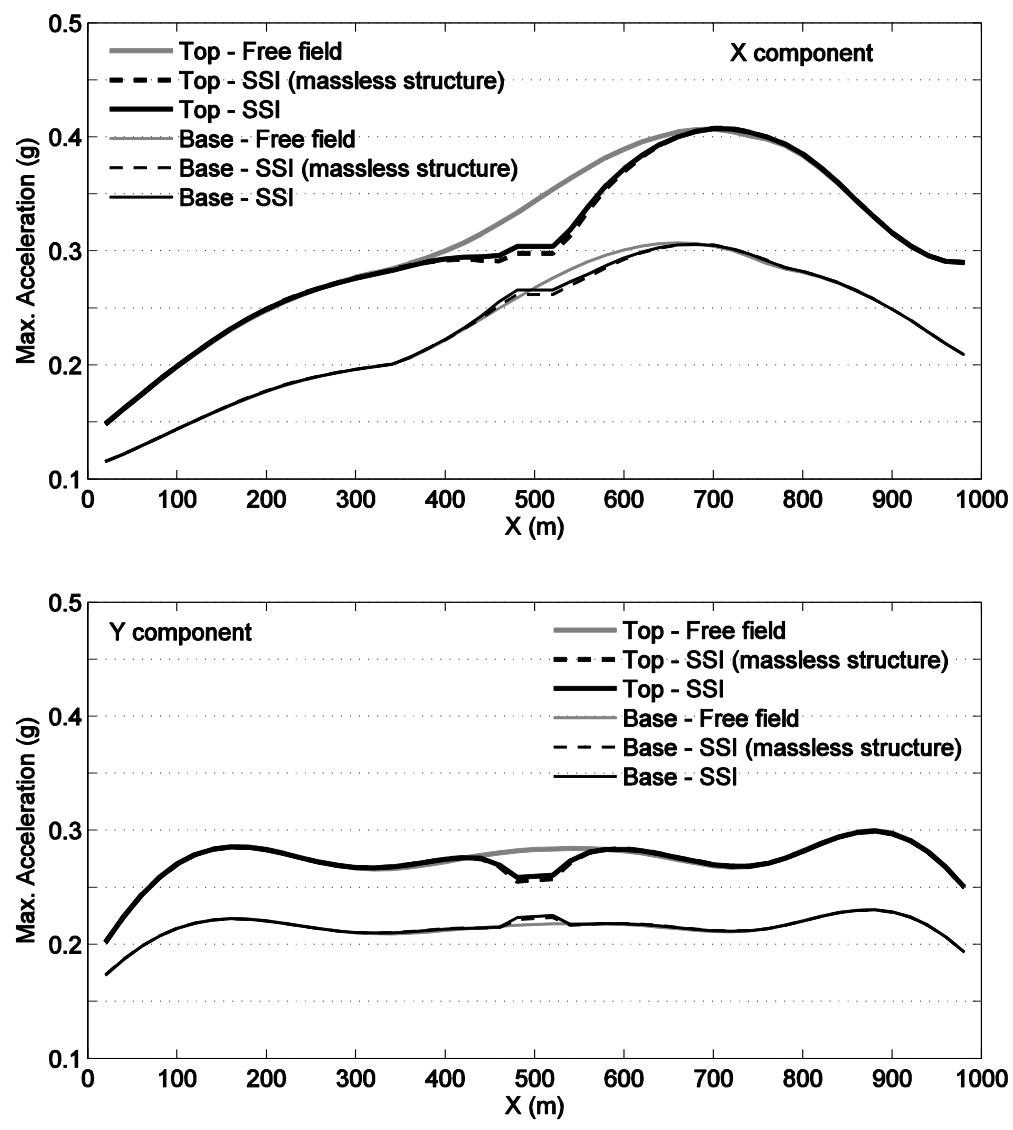 0.5
Top - Free field
X component
Top - SSI (massless structure)
Top - SSI
0.4
Base - Free field
Base - SSI (massless structure)
Base - SSI
Max. Acceleration (g)
0.3
0.2
0.1
0 100 200 300 400 500 600 700 800 900 1000
X (m)
0.5
Y component
Top - Free field
Top - SSI (massless structure)
Top - SSI
0.4
Base - Free field
Base - SSI (massless structure)
Base - SSI
Max. Acceleration (g)
0.3
0.2
0.1
0 100 200 300 400 500 600 700 800 900 1000
X (m)